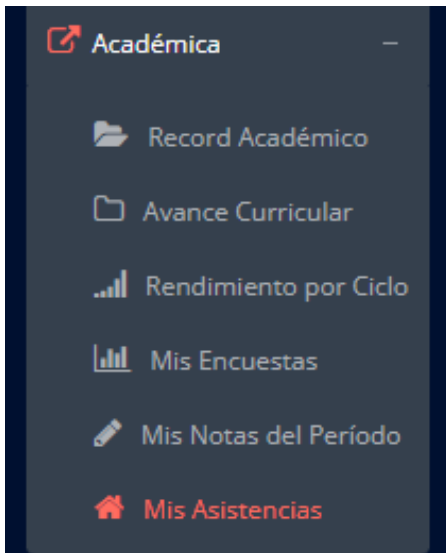 Académica
Record Académico
Avance Curricular
Rendimiento por Ciclo
Mis Encuestas
Mis Notas del Período
Mis Asistencias